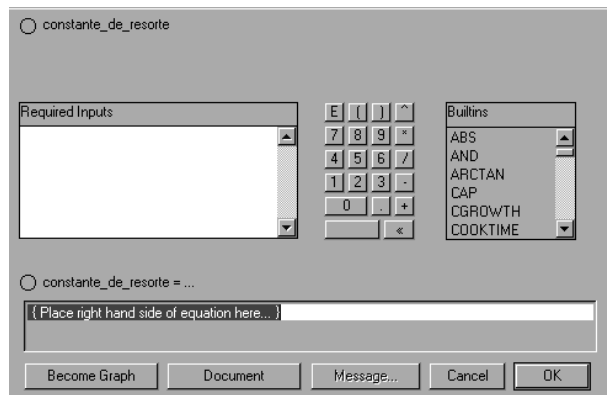 constante_de_resorte
Required Inputs
E ( ) ^
7 8 9 *
4 5 6 /
1 2 3 -
0 . +
«
Builtins
ABS
AND
ARCTAN
CAP
CGROWTH
COOKTIME
constante_de_resorte = ...
{ Place right hand side of equation here... }
Become Graph Document Message... Cancel OK